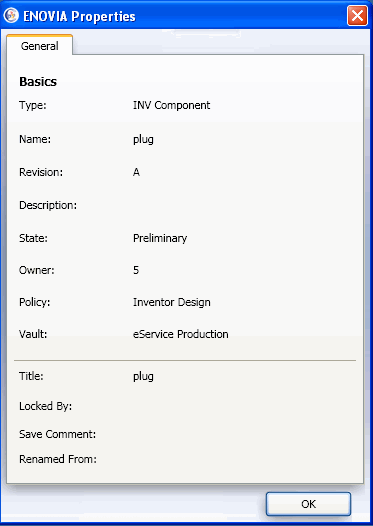 ENOVIA Properties
General
Basics
Type: INV Component
Name: plug
Revision: A
Description:
State: Preliminary
Owner: 5
Policy: Inventor Design
Vault: eService Production
Title: plug
Locked By:
Save Comment:
Renamed From:
OK